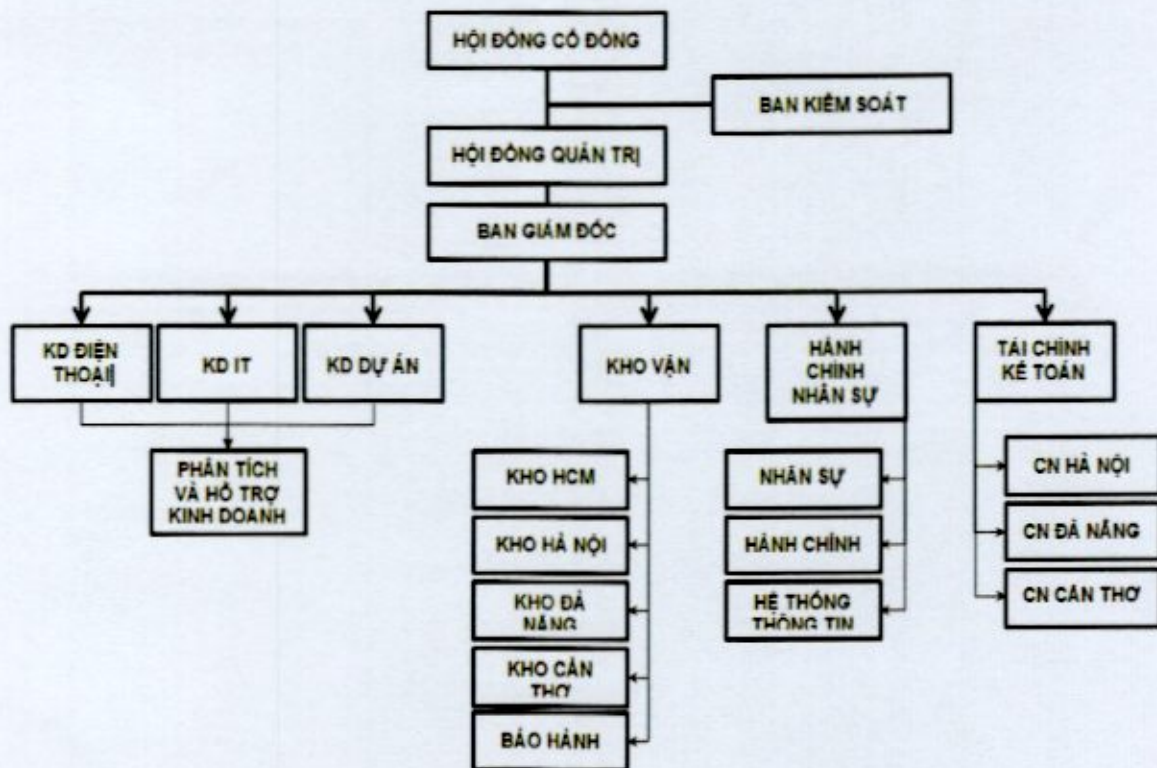 HỘI ĐỒNG CỔ ĐÔNG
BAN KIỂM SOÁT
HỘI ĐỒNG QUẢN TRỊ
BAN GIÁM ĐỐC
KD ĐIỆN
THOẠI
KD IT
KD DỰ ÁN
KHO VẬN
HÀNH
CHÍNH
NHÂN SỰ
TÀI CHÍNH
KẾ TOÁN
PHÂN TÍCH
VÀ HỖ TRỢ
KINH DOANH
KHO HCM
KHO HÀ NỘI
KHO ĐÀ
NẴNG
KHO CẦN
THƠ
BẢO HÀNH
NHÂN SỰ
HÀNH CHÍNH
HỆ THỐNG
THÔNG TIN
CN HÀ NỘI
CN ĐÀ NẴNG
CN CẦN THƠ